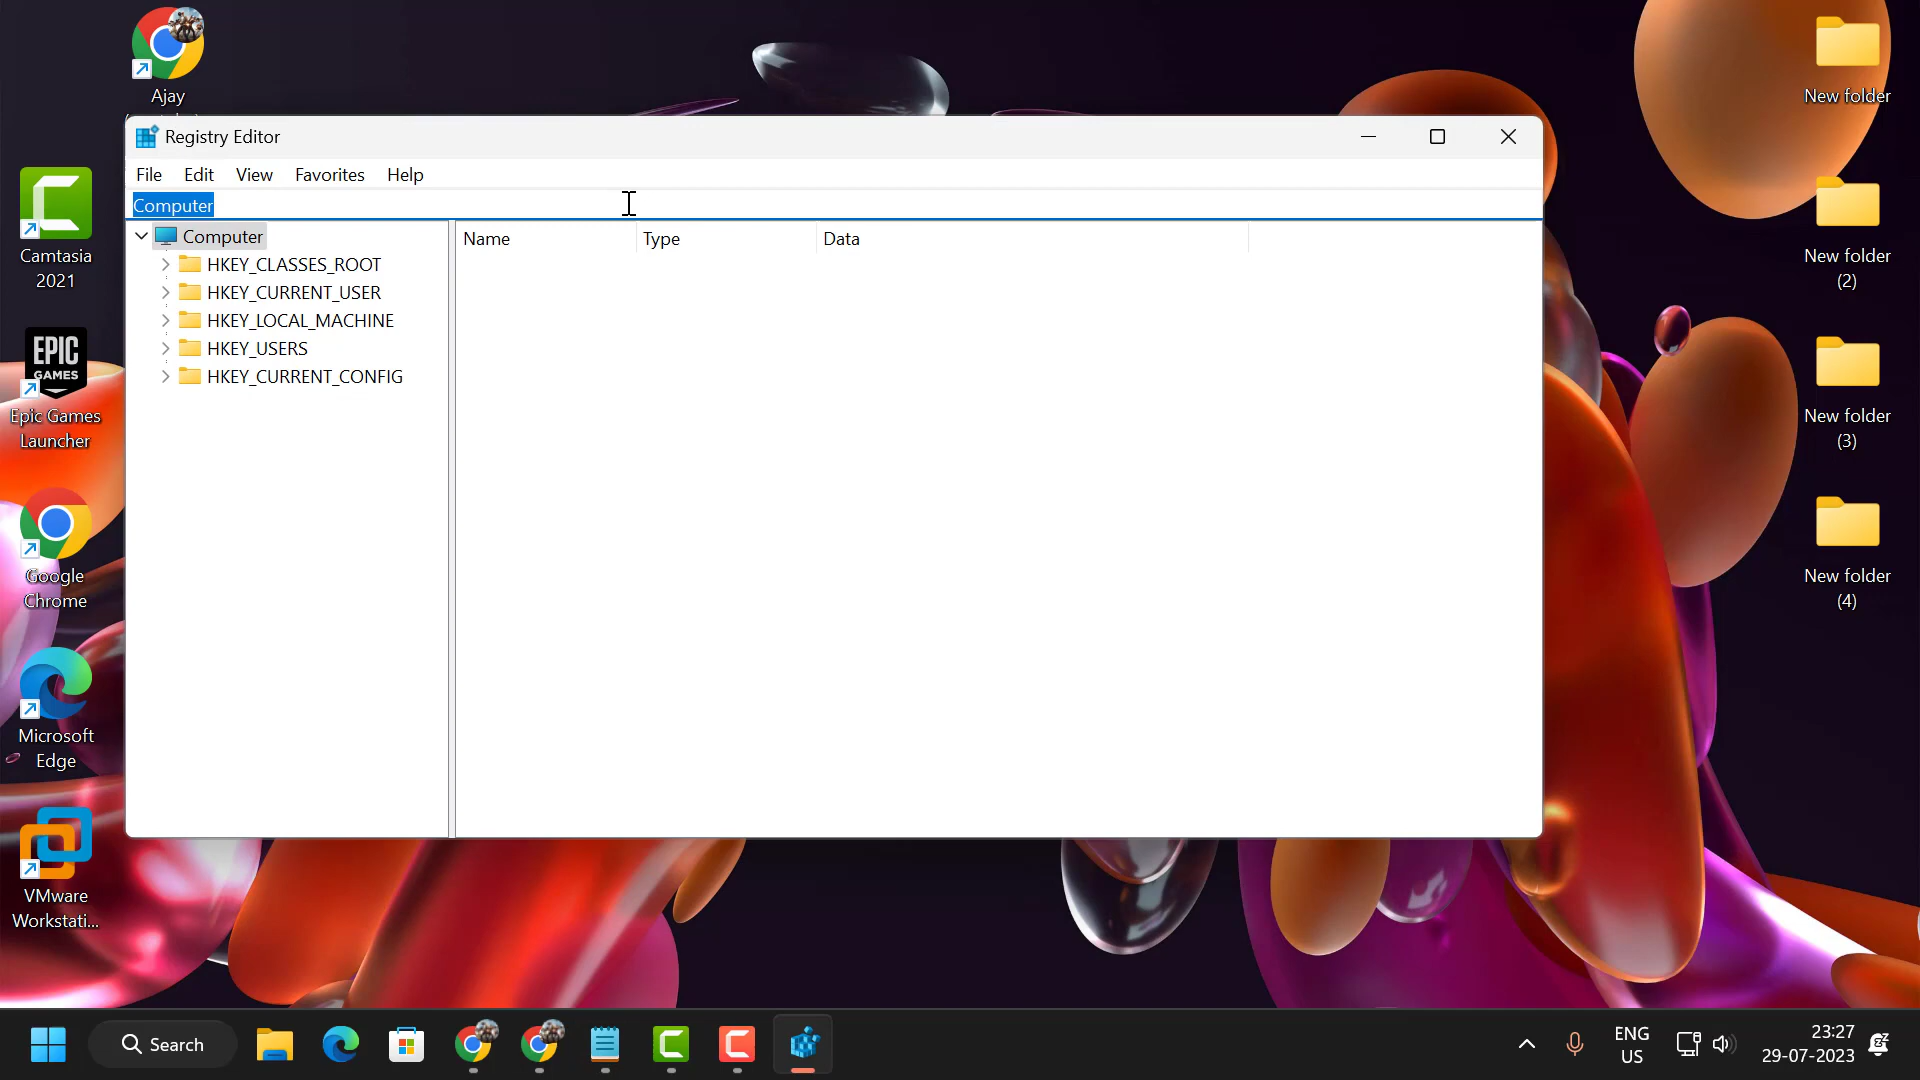 Ajay
Registry Editor
File Edit View Favorites Help
Computer
Computer
Name Type Data
HKEY_CLASSES_ROOT
HKEY_CURRENT_USER
HKEY_LOCAL_MACHINE
HKEY_USERS
HKEY_CURRENT_CONFIG
Camtasia
2021
EPIC
GAMES
Epic Games
Launcher
Google
Chrome
Microsoft
Edge
VMware
Workstati...
New folder
New folder
(2)
New folder
(3)
New folder
(4)
Search
ENG
US
23:27
29-07-2023